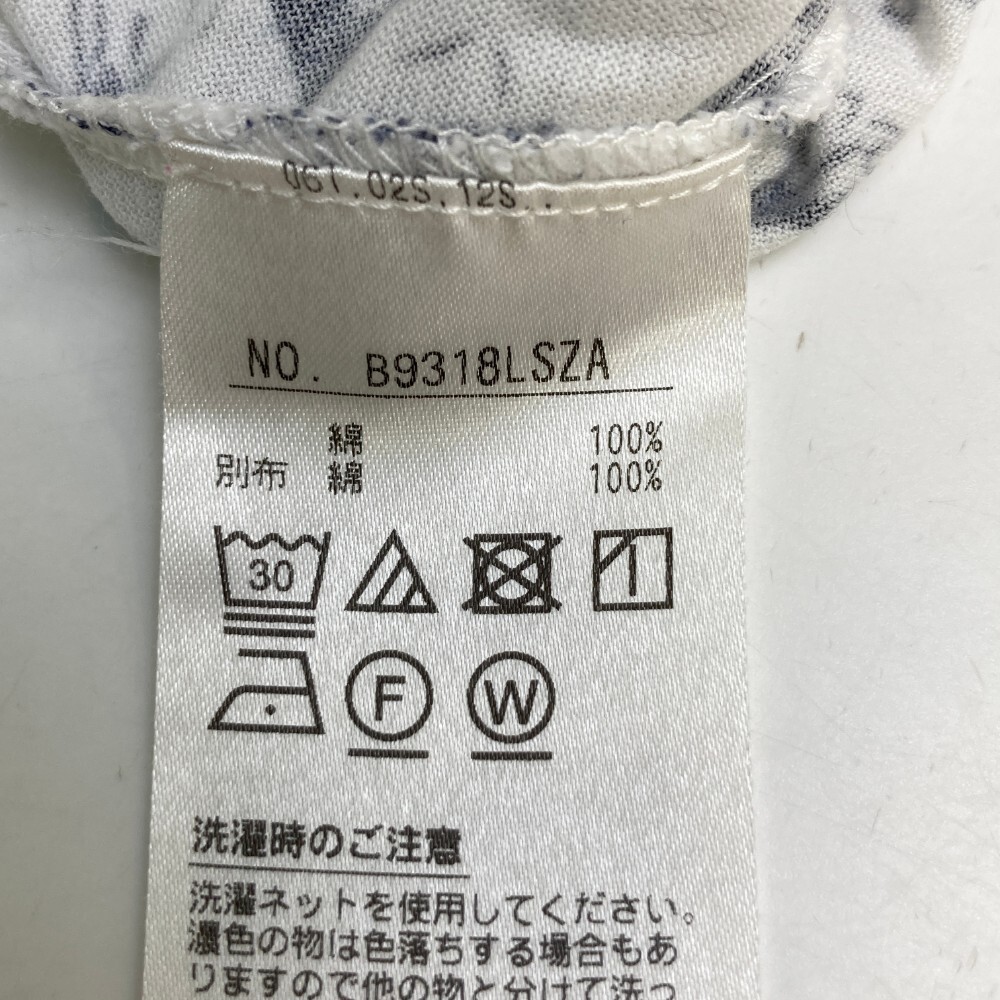 061.02S.12S..
NO. B9318LSZA
綿 100%
別布 綿 100%
30
F W
洗濯時のご注意
洗濯ネットを使用してください。
濃色の物は色落ちする場合もあ
りますので他の物と分けて洗っ